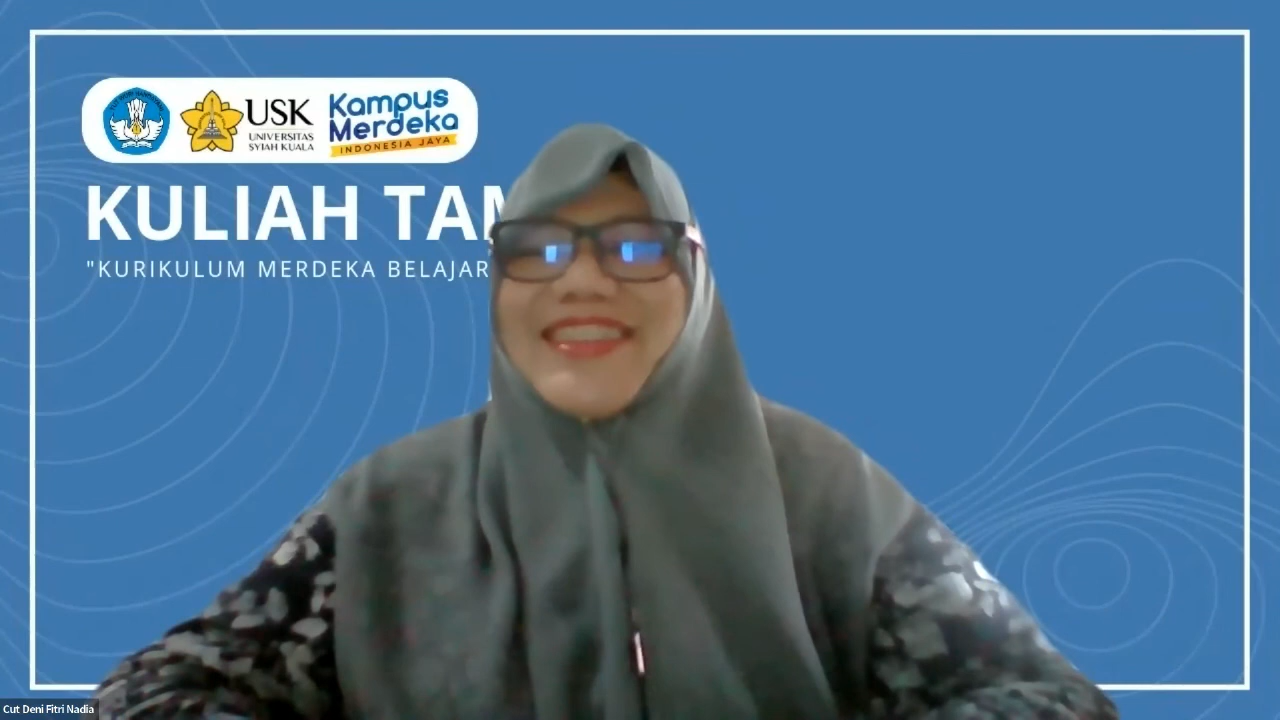 USK
UNIVERSITAS
SYIAH KUALA
Kampus
Merdeka
INDONESIA JAYA
KULIAH TAM
"KURIKULUM MERDEKA BELAJAR
Cut Deni Fitri Nadia